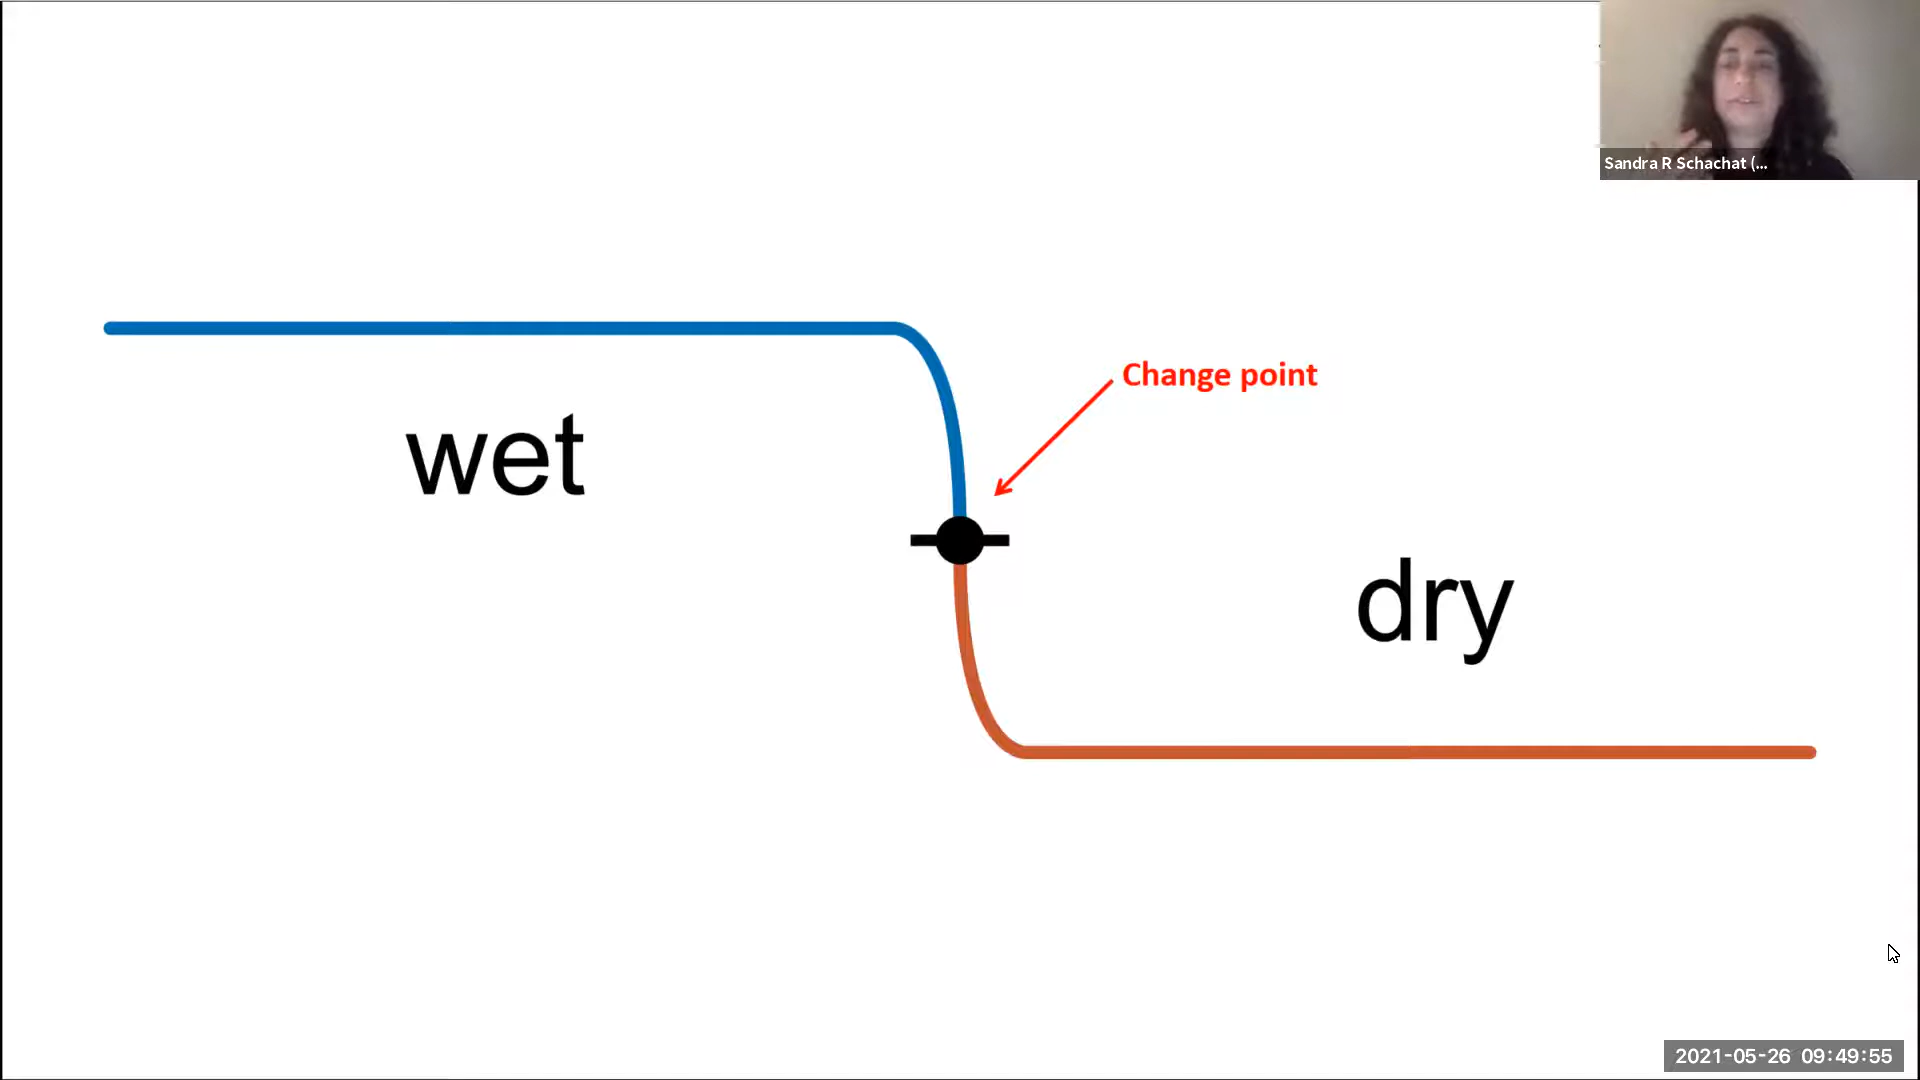 Sandra R Schachat (...
Change point
wet
dry
2021-05-26 09:49:55